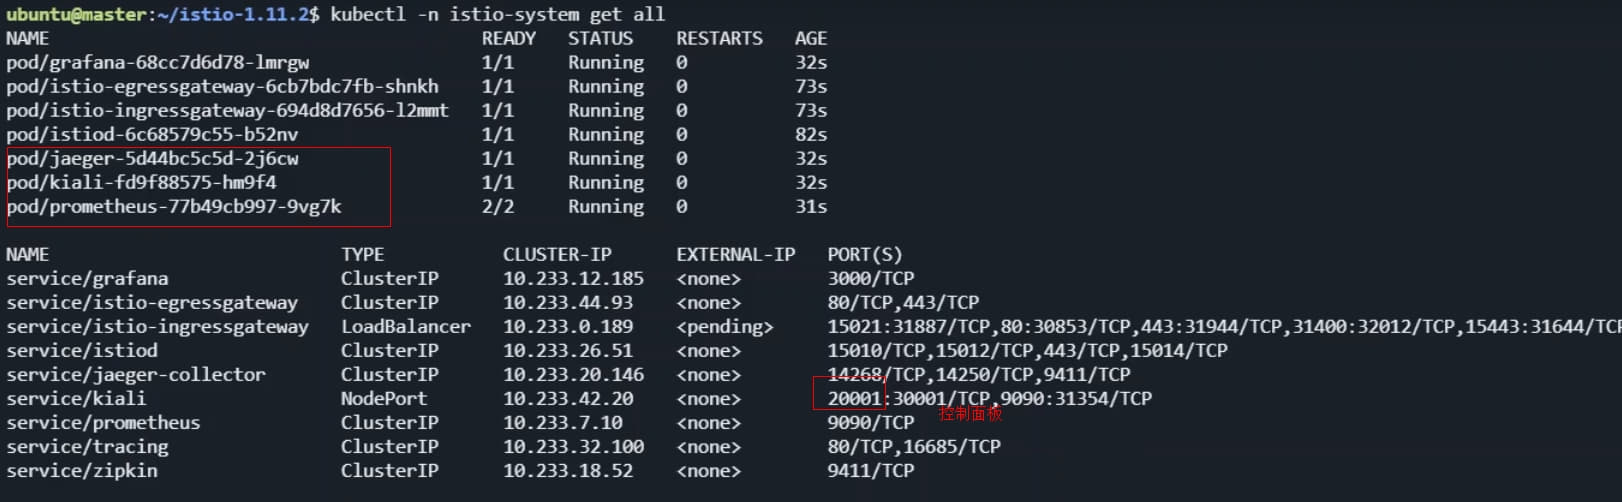 ubuntu@master:~/istio-1.11.2$ kubectl -n istio-system get all
NAME READY STATUS RESTARTS AGE
pod/grafana-68cc7d6d78-lmrgw 1/1 Running 0 32s
pod/istio-egressgateway-6cb7bdc7fb-shnkh 1/1 Running 0 73s
pod/istio-ingressgateway-694d8d7656-l2mmt 1/1 Running 0 73s
pod/istiod-6c68579c55-b52nv 1/1 Running 0 82s
pod/jaeger-5d44bc5c5d-2j6cw 1/1 Running 0 32s
pod/kiali-fd9f88575-hm9f4 1/1 Running 0 32s
pod/prometheus-77b49cb997-9vg7k 2/2 Running 0 31s
NAME TYPE CLUSTER-IP EXTERNAL-IP PORT(S)
service/grafana ClusterIP 10.233.12.185 <none> 3000/TCP
service/istio-egressgateway ClusterIP 10.233.44.93 <none> 80/TCP,443/TCP
service/istio-ingressgateway LoadBalancer 10.233.0.189 <pending> 15021:31887/TCP,80:30853/TCP,443:31944/TCP,31400:32012/TCP,15443:31644/TCP
service/istiod ClusterIP 10.233.26.51 <none> 15010/TCP,15012/TCP,443/TCP,15014/TCP
service/jaeger-collector ClusterIP 10.233.20.146 <none> 14268/TCP,14250/TCP,9411/TCP
service/kiali NodePort 10.233.42.20 <none> 20001:30001/TCP,9090:31354/TCP
控制面板
service/prometheus ClusterIP 10.233.7.10 <none> 9090/TCP
service/tracing ClusterIP 10.233.32.100 <none> 80/TCP,16685/TCP
service/zipkin ClusterIP 10.233.18.52 <none> 9411/TCP